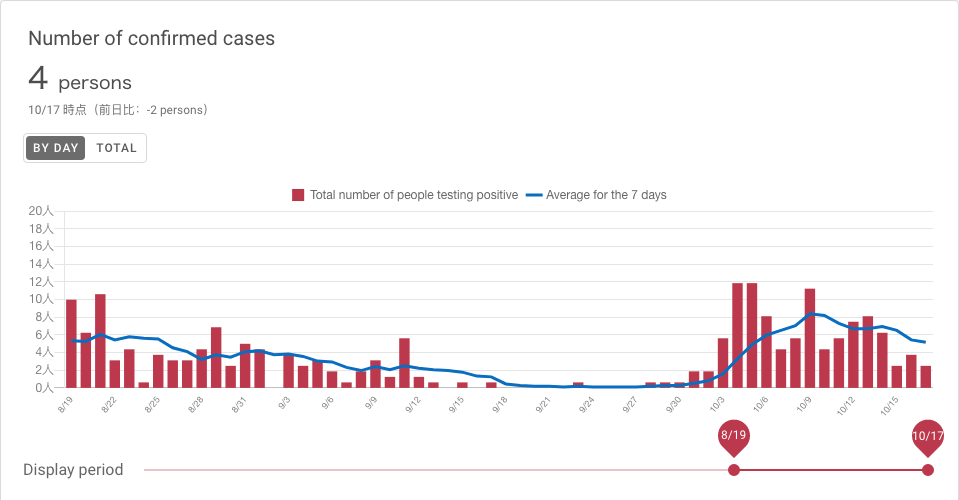 Number of confirmed cases
4 persons
10/17 時点（前日比：-2 persons）
BY DAY TOTAL
Total number of people testing positive Average for the 7 days
20人
18人
16人
14人
12人
10人
8人
6人
4人
2人
0人
8/19 8/22 8/25 8/28 8/31 9/3 9/6 9/9 9/12 9/15 9/18 9/21 9/24 9/27 9/30 10/3 10/6 10/9 10/12 10/15
8/19 10/17
Display period